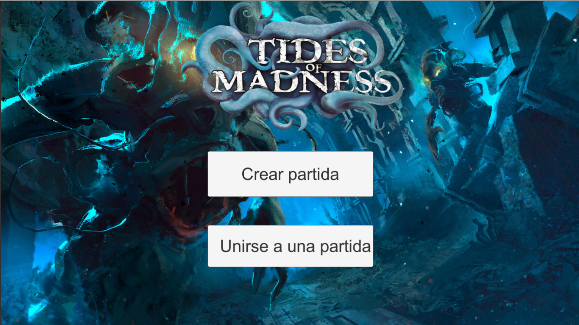 TIDES
OF
MADNESS
Crear partida
Unirse a una partida